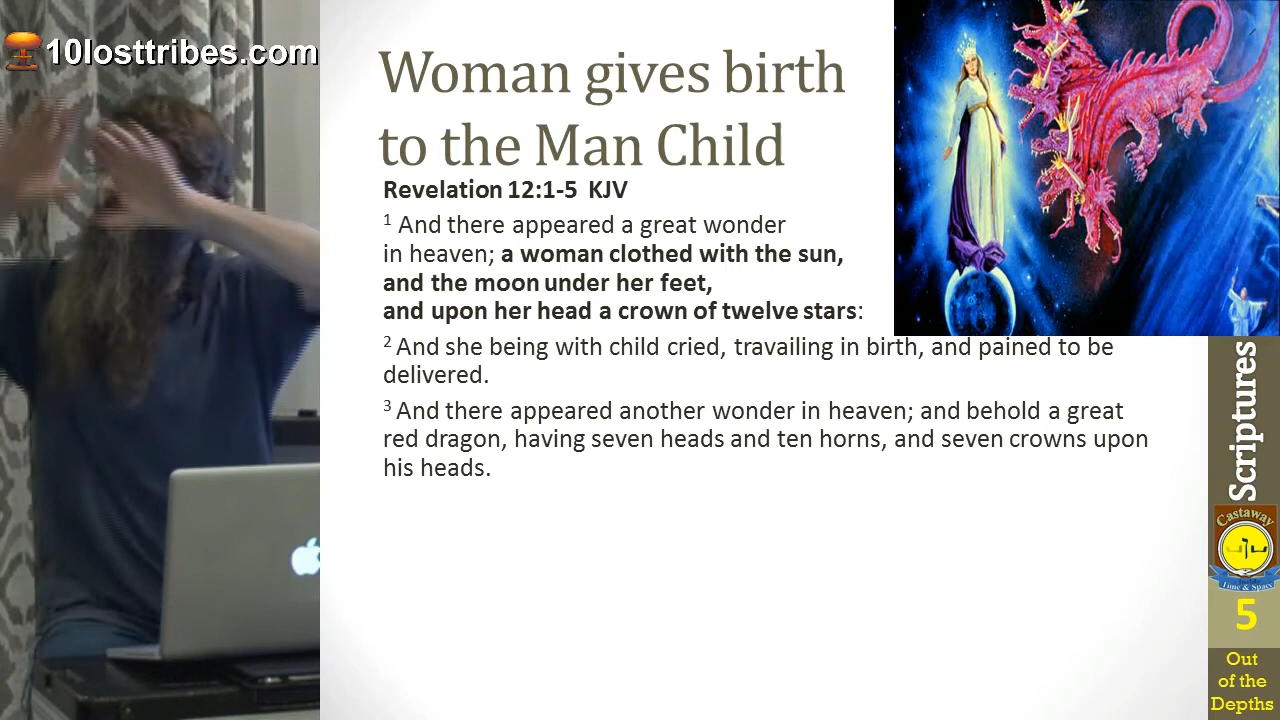 10losttribes.com
Woman gives birth
to the Man Child
Revelation 12:1-5 KJV
1 And there appeared a great wonder
in heaven; a woman clothed with the sun,
and the moon under her feet,
and upon her head a crown of twelve stars:
2 And she being with child cried, travailing in birth, and pained to be
delivered.
3 And there appeared another wonder in heaven; and behold a great
red dragon, having seven heads and ten horns, and seven crowns upon
his heads.
Scriptures
Castaway
Time & Space
5
Out
of the
Depths